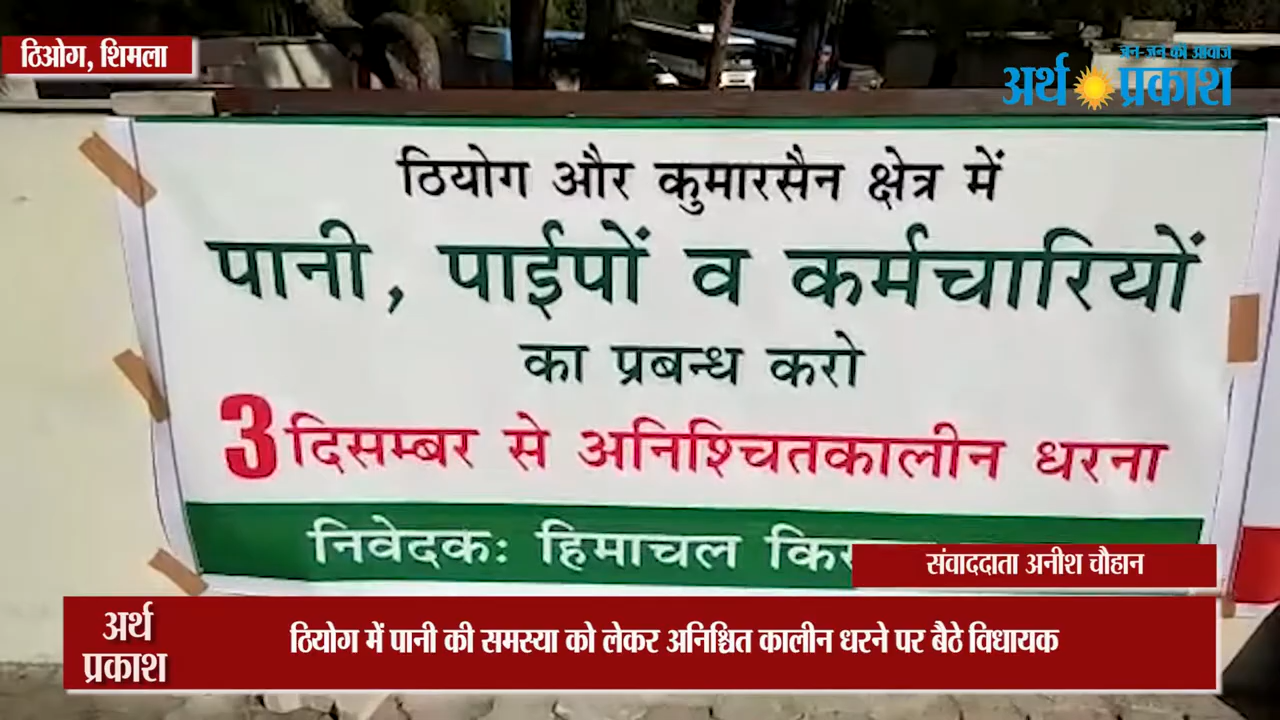 ठिओग, शिमला
जन-जन की आवाज
अर्थ प्रकाश
ठियोग और कुमारसैन क्षेत्र में
पानी, पाईपों व कर्मचारियों
का प्रबन्ध करो
3 दिसम्बर से अनिश्चितकालीन धरना
निवेदकः हिमाचल
संवाददाता अनीश चौहान
अर्थ
प्रकाश
ठियोग में पानी की समस्या को लेकर अनिश्चित कालीन धरने पर बैठे विधायक